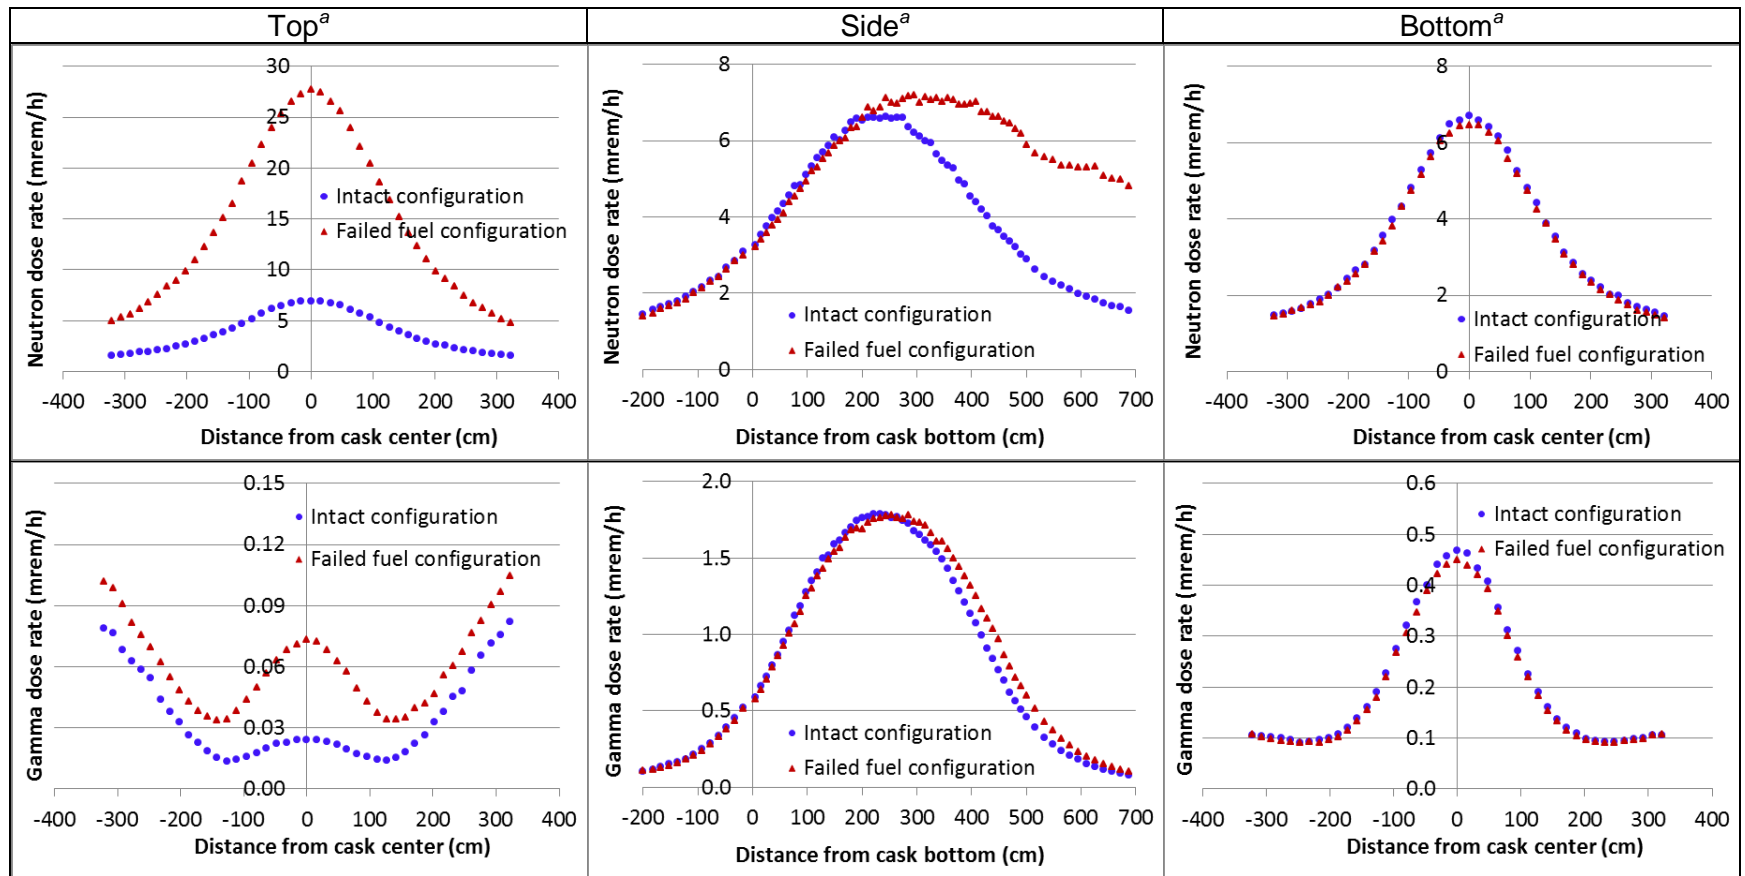 Topª
Sideª
Bottomª
Neutron dose rate (mrem/h)
30
25
20
15
10
5
0
-400 -300 -200 -100 0 100 200 300 400
Distance from cask center (cm)
Intact configuration
Failed fuel configuration
Neutron dose rate (mrem/h)
8
6
4
2
0
-200 -100 0 100 200 300 400 500 600 700
Distance from cask bottom (cm)
Intact configuration
Failed fuel configuration
Neutron dose rate (mrem/h)
8
6
4
2
0
-400 -300 -200 -100 0 100 200 300 400
Distance from cask center (cm)
Intact configuration
Failed fuel configuration
Gamma dose rate (mrem/h)
0.15
0.12
0.09
0.06
0.03
0.00
-400 -300 -200 -100 0 100 200 300 400
Distance from cask center (cm)
Intact configuration
Failed fuel configuration
Gamma dose rate (mrem/h)
2.0
1.5
1.0
0.5
0.0
-200 -100 0 100 200 300 400 500 600 700
Distance from cask bottom (cm)
Intact configuration
Failed fuel configuration
Gamma dose rate (mrem/h)
0.6
0.5
0.4
0.3
0.2
0.1
0.0
-400 -300 -200 -100 0 100 200 300 400
Distance from cask center (cm)
Intact configuration
Failed fuel configuration